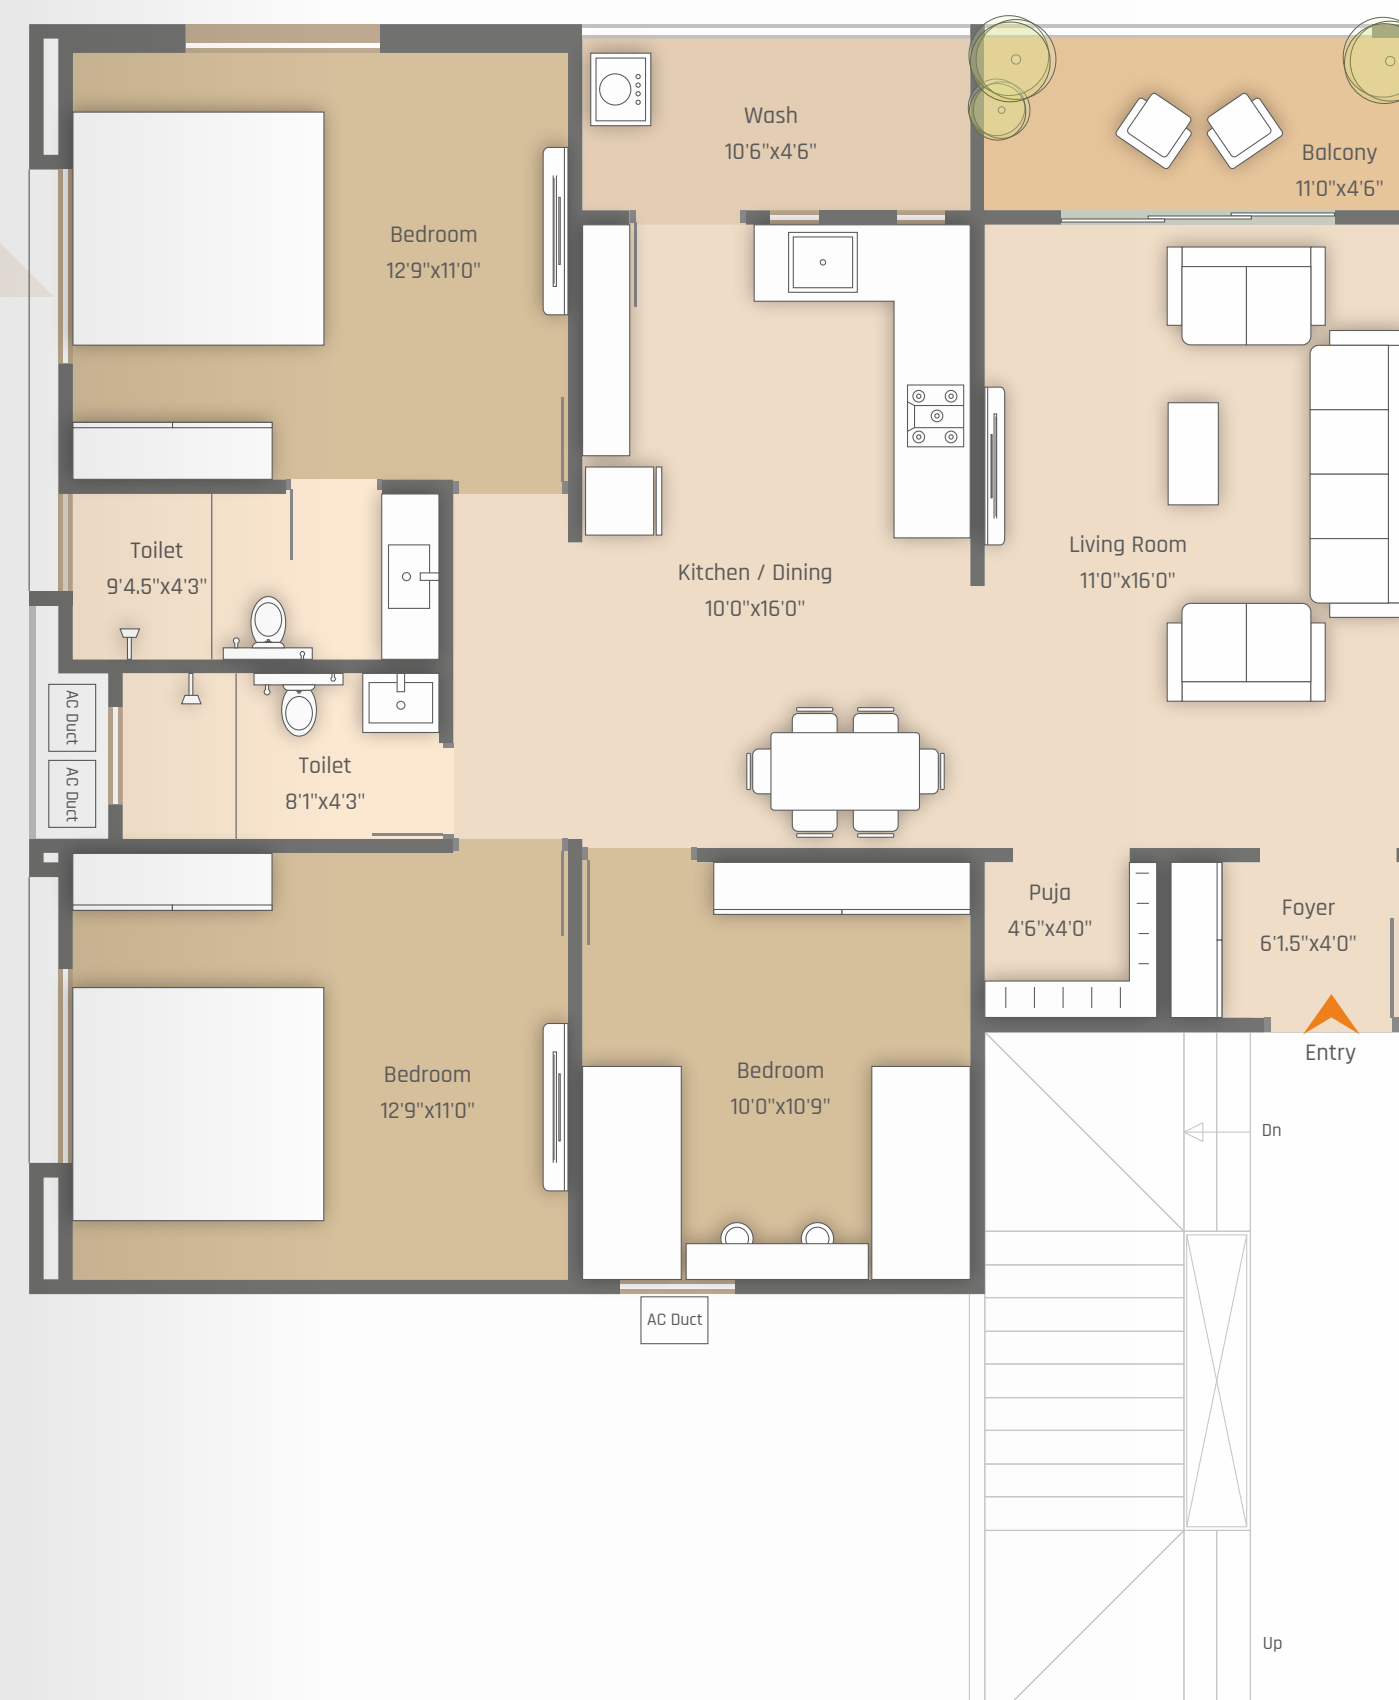 Wash
10'6"x4'6"
Balcony
11'0"x4'6"
Bedroom
12'9"x11'0"
Toilet
9'4.5"x4'3"
Kitchen / Dining
10'0"x16'0"
Living Room
11'0"x16'0"
AC Duct
AC Duct
Toilet
8'1"x4'3"
Puja
4'6"x4'0"
Foyer
6'1.5"x4'0"
Entry
Bedroom
12'9"x11'0"
Bedroom
10'0"x10'9"
Dn
AC Duct
Up